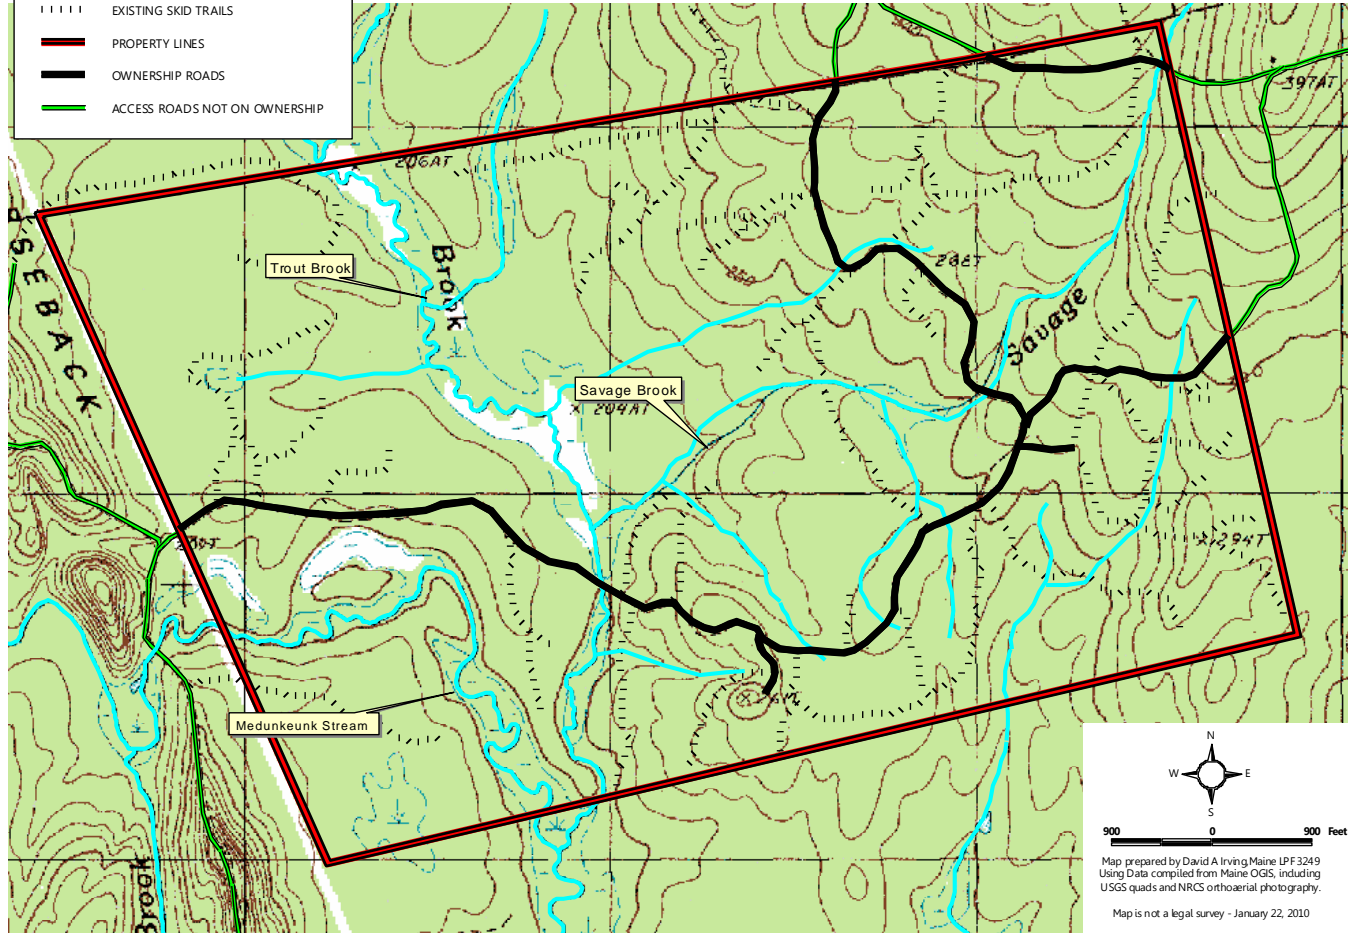 EXISTING SKID TRAILS
PROPERTY LINES
OWNERSHIP ROADS
ACCESS ROADS NOT ON OWNERSHIP
397AT
206AT
SEBACK
Brook
Trout Brook
250
Savage
Savage Brook
204AT
X 294T
Medunkeunk Stream
Brook
N
W
E
S
900 0 900 Feet
Map prepared by David A Irving,Maine LPF 3249
Using Data compiled from Maine OGIS, including
USGS quads and NRCS orthoaerial photography.
Map is not a legal survey - January 22, 2010